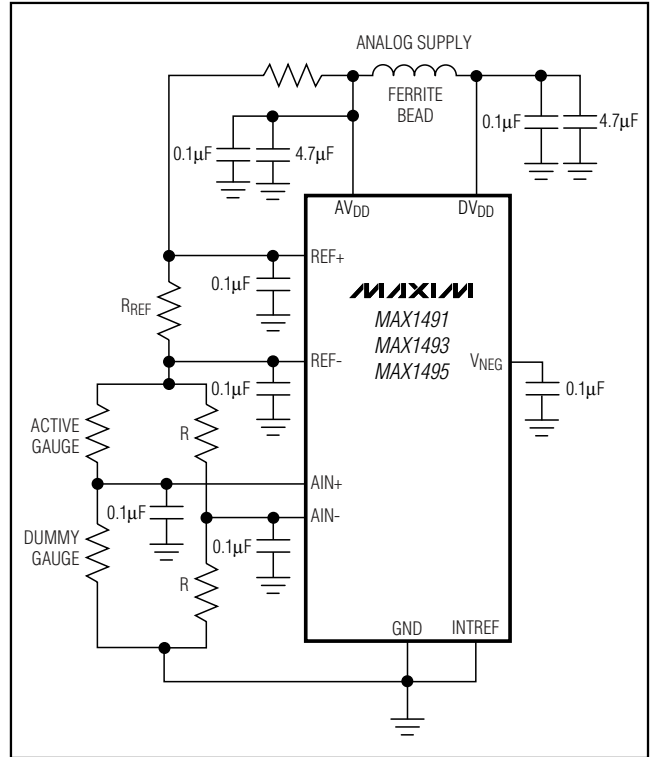 ANALOG SUPPLY
FERRITE
BEAD
0.1µF
4.7µF
0.1µF
4.7µF
AVDD
DVDD
REF+
0.1µF
RREF
MAXIM
MAX1491
MAX1493
MAX1495
REF-
VNEG
0.1µF
0.1µF
ACTIVE
GAUGE
R
AIN+
0.1µF
AIN-
DUMMY
GAUGE
0.1µF
R
GND
INTREF